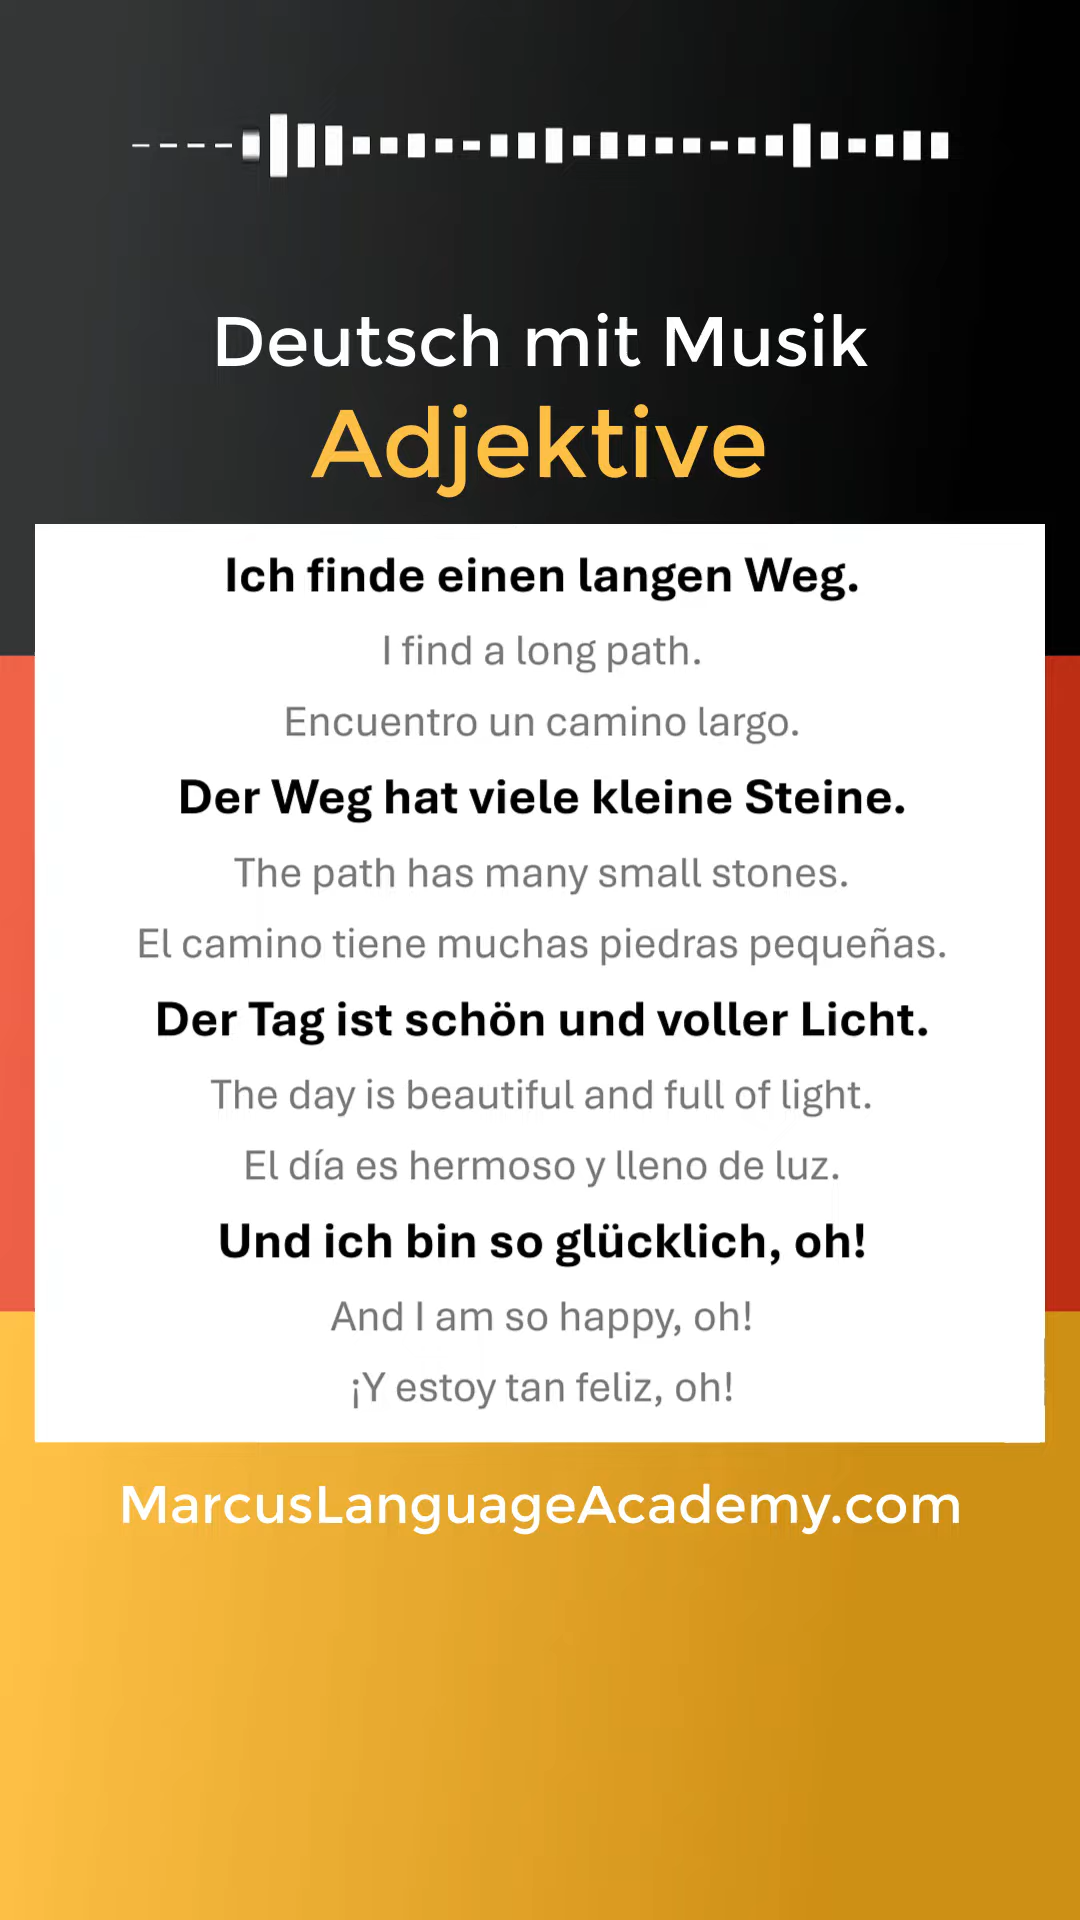 Deutsch mit Musik
Adjektive
Ich finde einen langen Weg.
I find a long path.
Encuentro un camino largo.
Der Weg hat viele kleine Steine.
The path has many small stones.
El camino tiene muchas piedras pequeñas.
Der Tag ist schön und voller Licht.
The day is beautiful and full of light.
El día es hermoso y lleno de luz.
Und ich bin so glücklich, oh!
And I am so happy, oh!
¡Y estoy tan feliz, oh!
MarcusLanguageAcademy.com